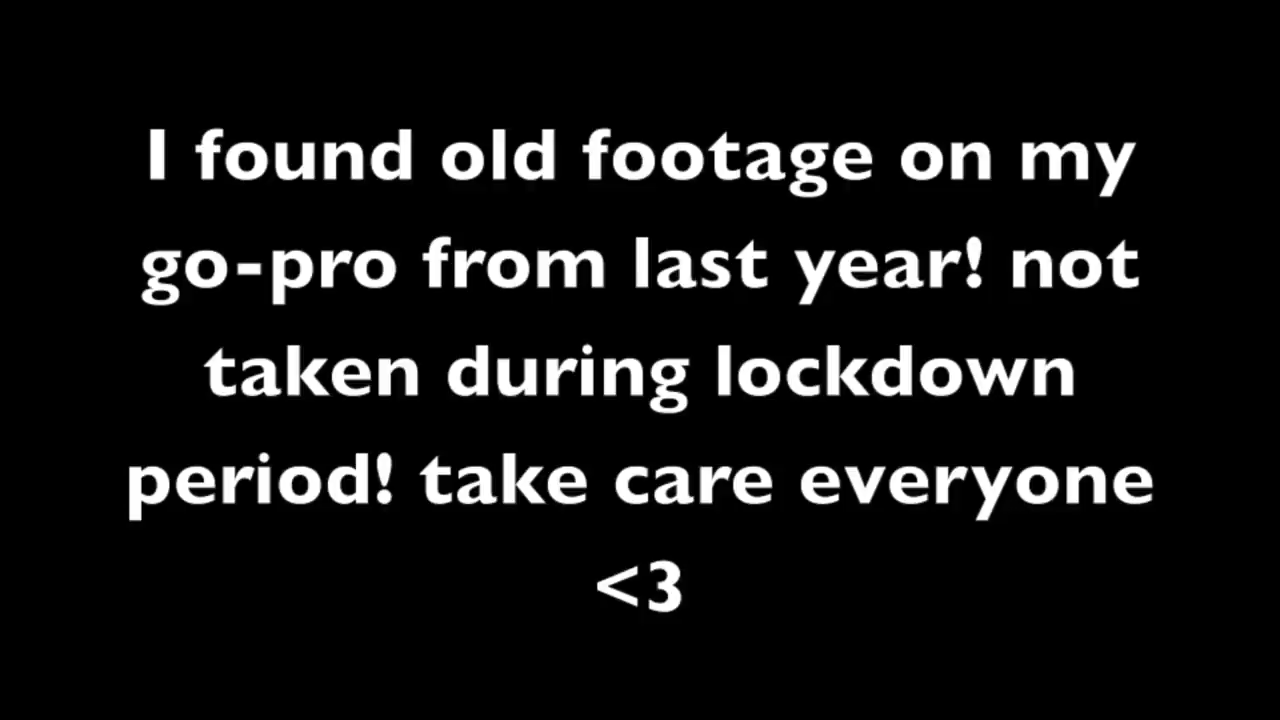 I found old footage on my
go-pro from last year! not
taken during lockdown
period! take care everyone
<3